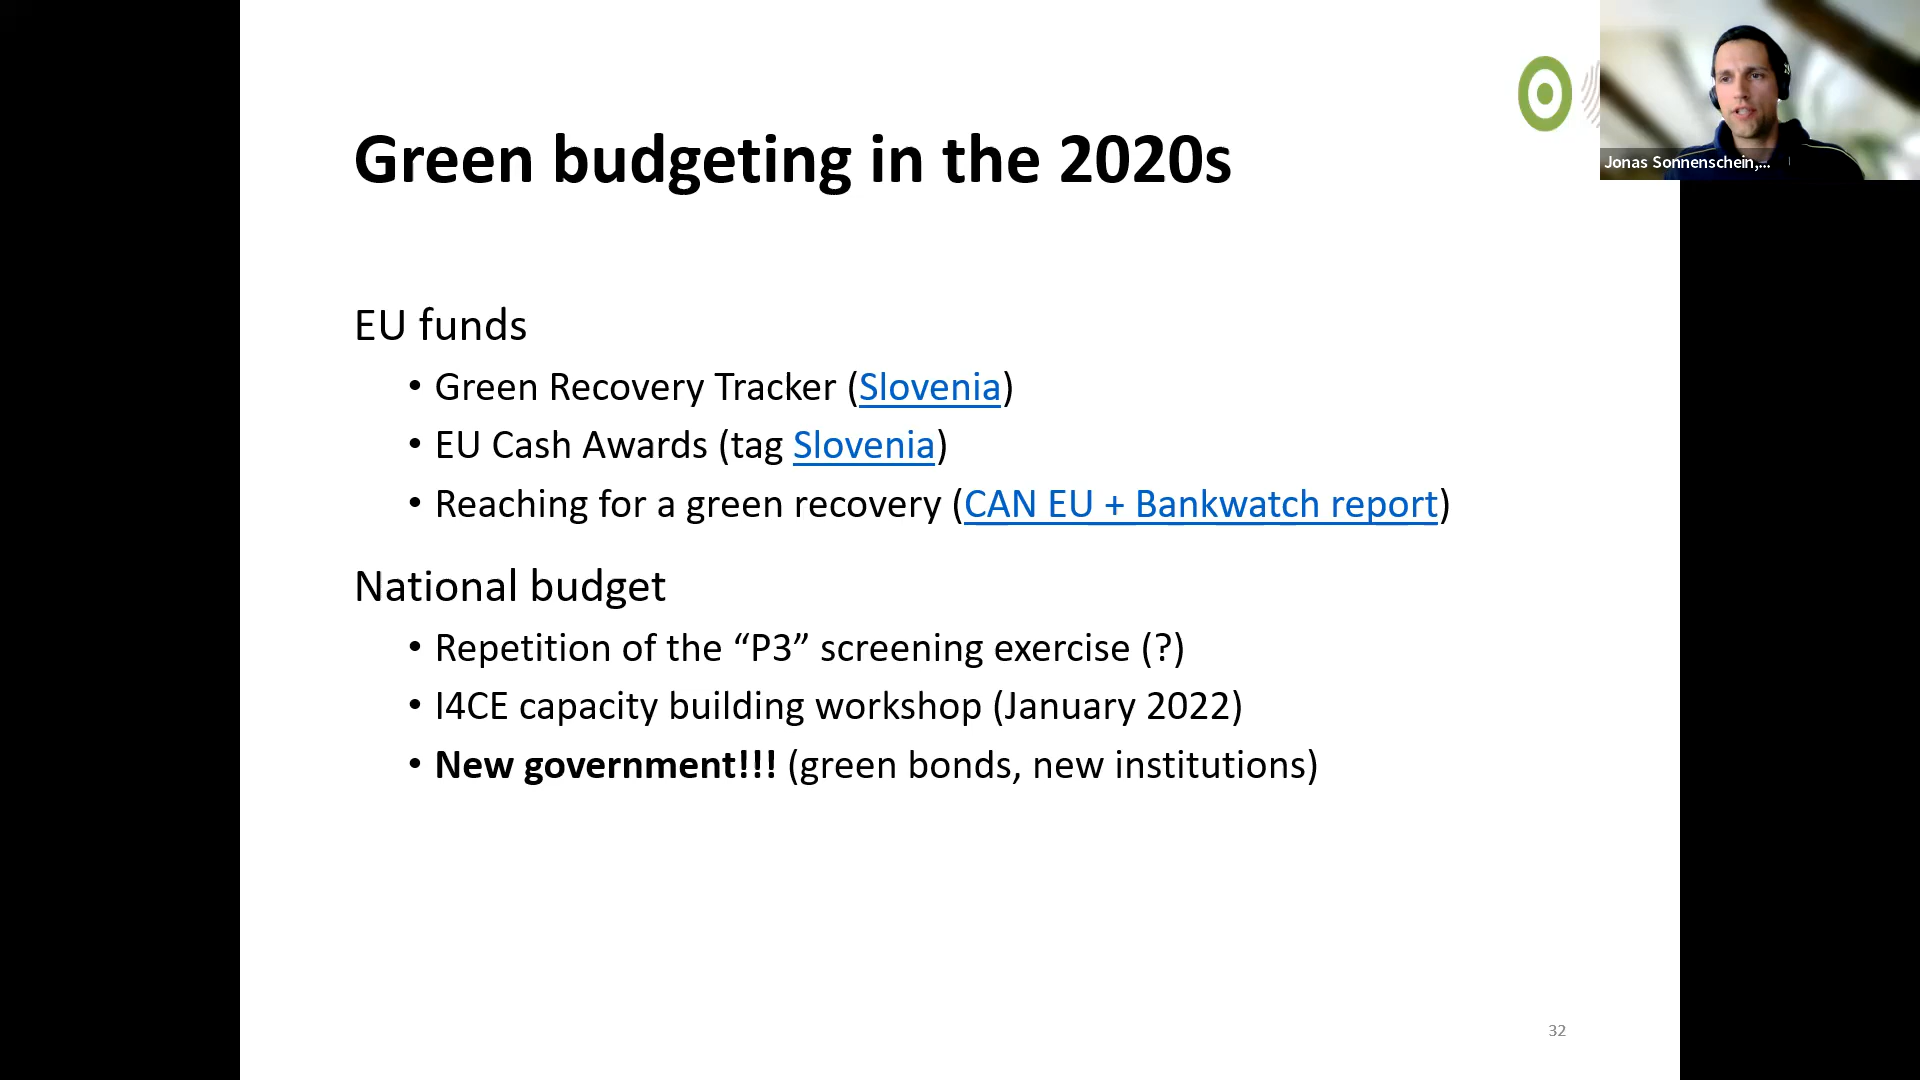 Green budgeting in the 2020s
Jonas Sonnenschein,...
EU funds
• Green Recovery Tracker (Slovenia)
• EU Cash Awards (tag Slovenia)
• Reaching for a green recovery (CAN EU + Bankwatch report)
National budget
• Repetition of the “P3” screening exercise (?)
• I4CE capacity building workshop (January 2022)
• New government!!! (green bonds, new institutions)
32